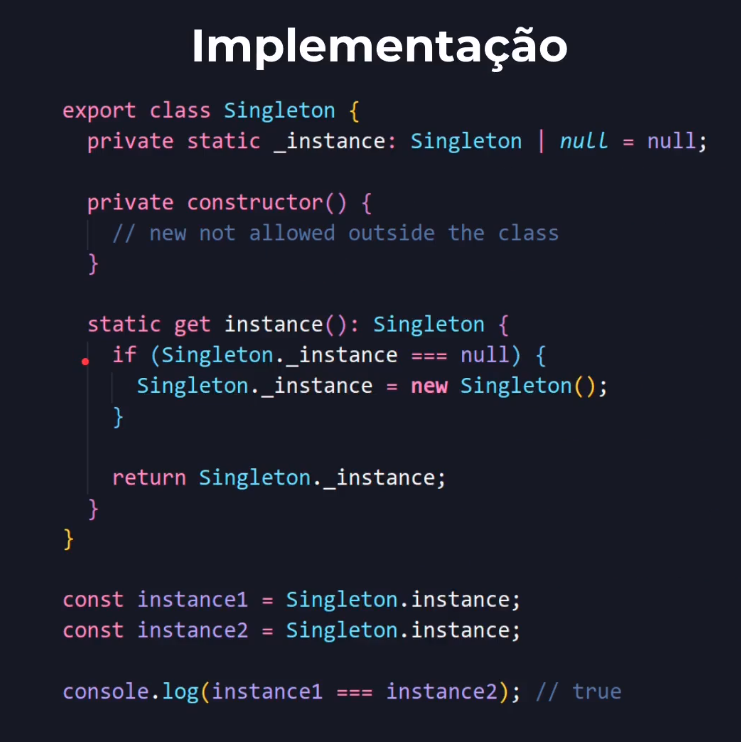 Implementação
export class Singleton {
private static _instance: Singleton | null = null;
private constructor() {
// new not allowed outside the class
}
static get instance(): Singleton {
if (Singleton._instance === null) {
Singleton._instance = new Singleton();
}
return Singleton._instance;
}
}
const instance1 = Singleton.instance;
const instance2 = Singleton.instance;
console.log(instance1 === instance2); // true